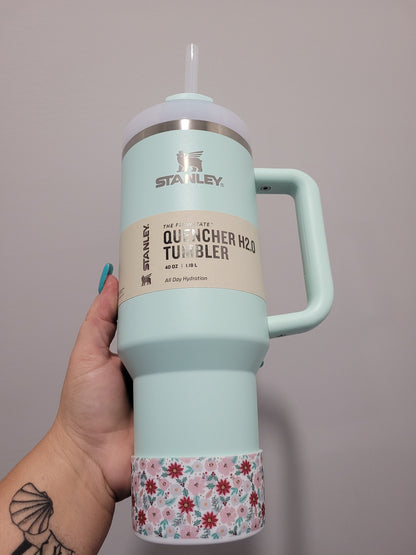 STANLEY
THE FLOWSTATE™
QUENCHER H2.0
TUMBLER
40 OZ | 1.18 L
All Day Hydration
STANLEY